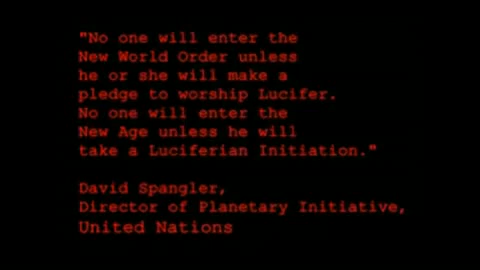 "No one will enter the
New World Order unless
he or she will make a
pledge to worship Lucifer.
No one will enter the
New Age unless he will
take a Luciferian Initiation."
David Spangler,
Director of Planetary Initiative,
United Nations